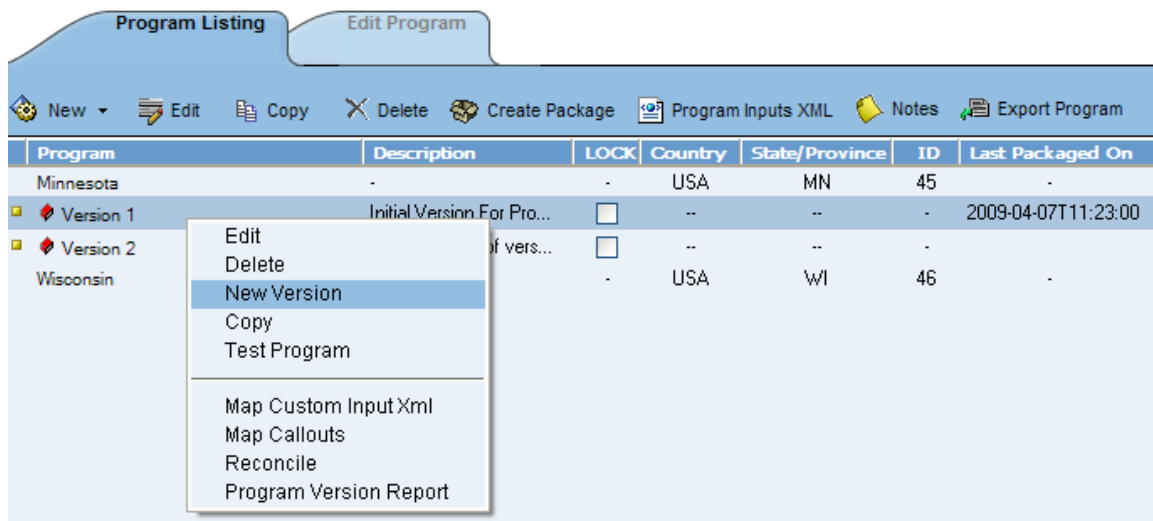 Program Listing Edit Program
New Edit Copy Delete Create Package Program Inputs XML Notes Export Program
Program Description LOCK Country State/Province ID Last Packaged On
Minnesota - - USA MN 45 -
Version 1 Initial Version For Pro... -- -- - 2009-04-07T11:23:00
Version 2 of vers... -- -- -
Wisconsin - USA WI 46 -
Edit
Delete
New Version
Copy
Test Program
Map Custom Input Xml
Map Callouts
Reconcile
Program Version Report